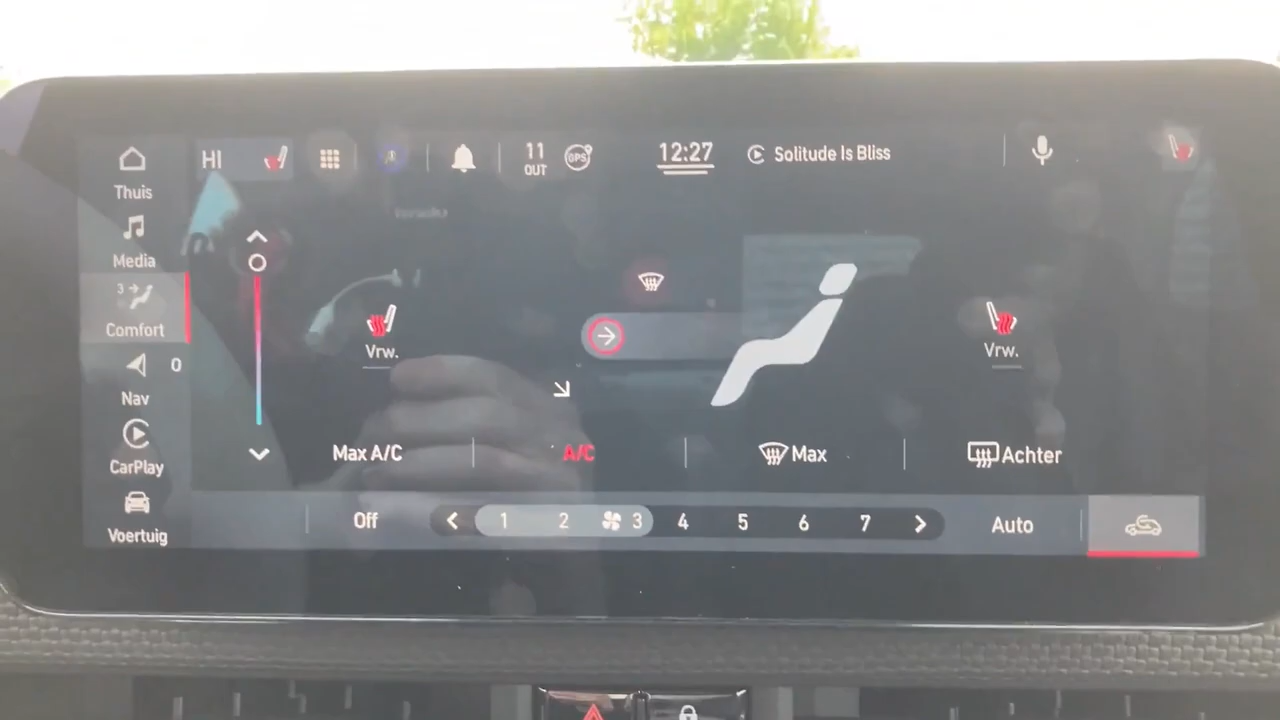 HI
11
OUT
GPS
12:27
Solitude Is Bliss
Thuis
Media
3
Comfort
0
Nav
CarPlay
Voertuig
Vrw.
Vrw.
Max A/C
A/C
Max
Achter
Off
1 2 3 4 5 6 7
Auto